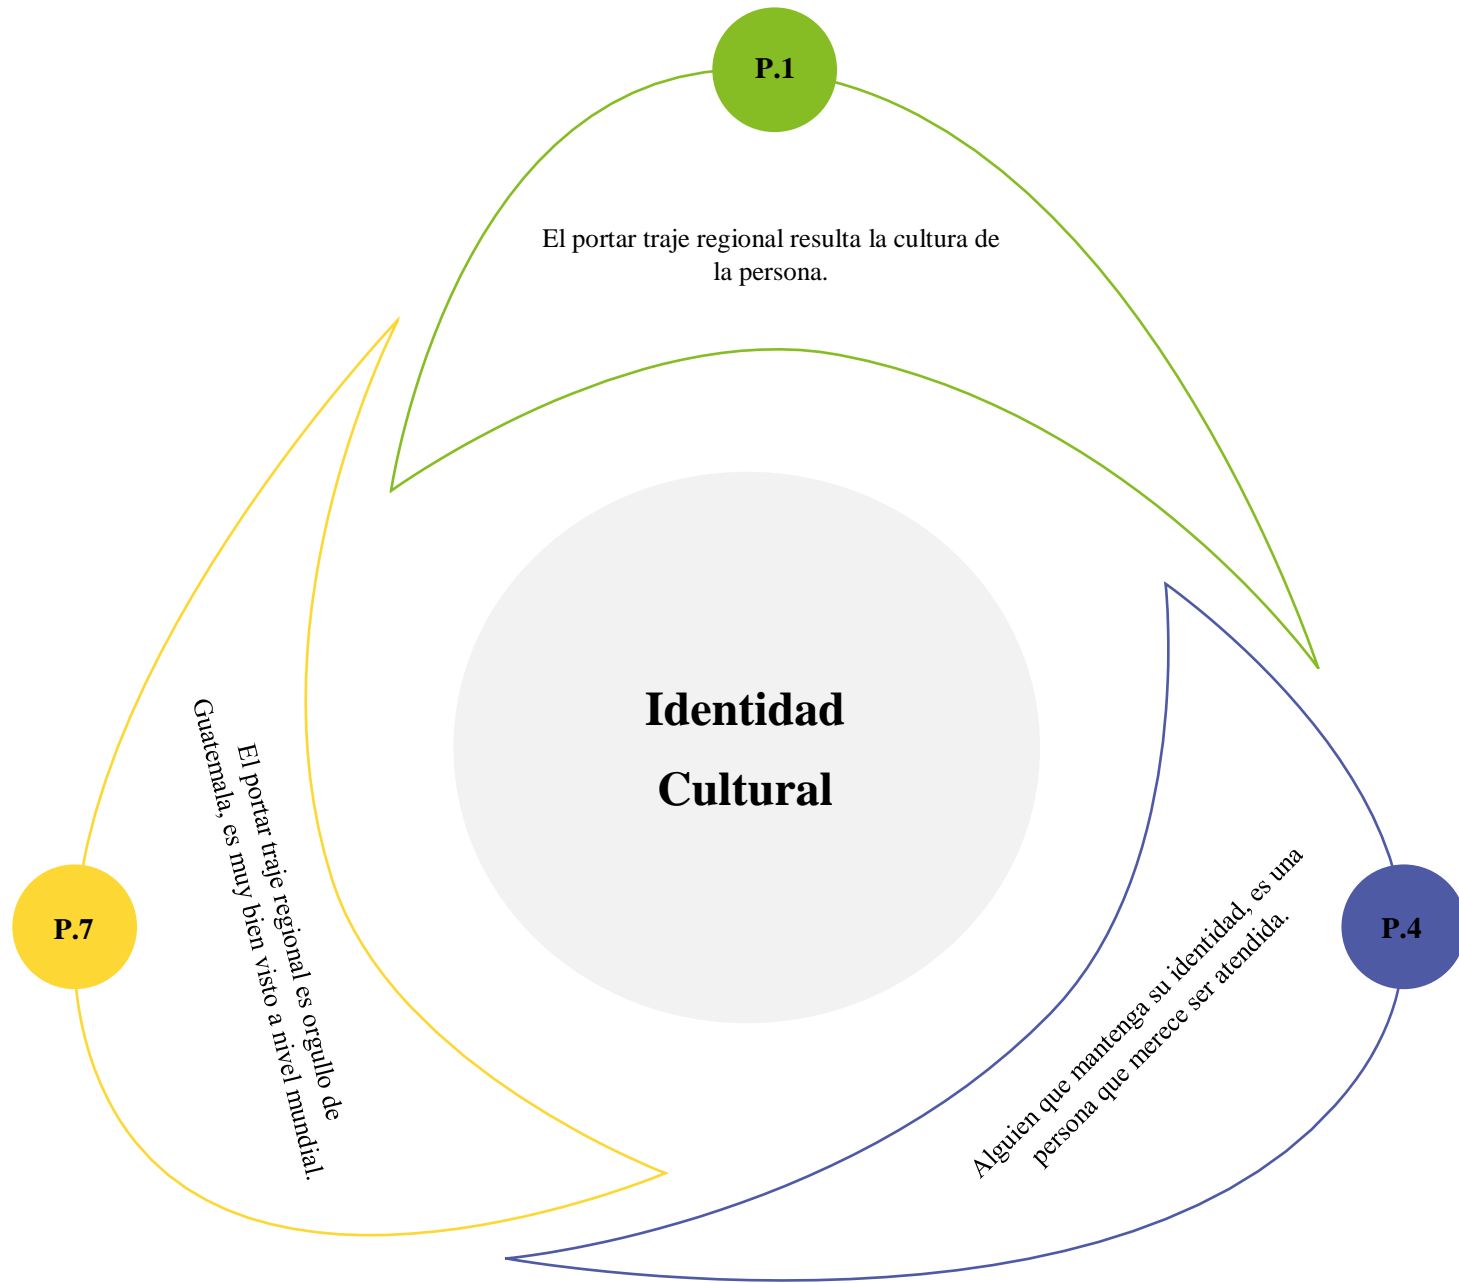 P.1
El portar traje regional resulta la cultura de
la persona.
Identidad
Cultural
P.4
Alguien que mantenga su identidad, es una
persona que merece ser atendida.
P.7
El portar traje regional es orgullo de
Guatemala, es muy bien visto a nivel mundial.